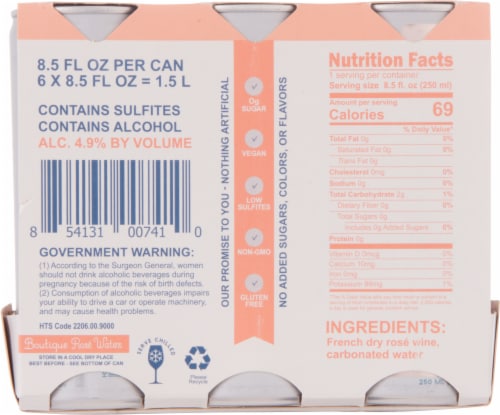 8.5 FL OZ PER CAN
6 X 8.5 FL OZ = 1.5 L
CONTAINS SULFITES
CONTAINS ALCOHOL
ALC. 4.9% BY VOLUME
8 54131 00741 0
GOVERNMENT WARNING:
(1) According to the Surgeon General, women
should not drink alcoholic beverages during
pregnancy because of the risk of birth defects.
(2) Consumption of alcoholic beverages impairs
your ability to drive a car or operate machinery,
and may cause health problems.
HTS Code 2206.00.9000
Boutique Rosé Water
STORE IN A COOL DRY PLACE
BEST BEFORE - SEE BOTTOM OF CAN
SERVE CHILLED
Please
Recycle
OUR PROMISE TO YOU - NOTHING ARTIFICIAL
0g
SUGAR
VEGAN
LOW
SULFITES
NON-GMO
GLUTEN
FREE
NO ADDED SUGARS, COLORS, OR FLAVORS
Nutrition Facts
1 serving per container
Serving size 8.5 fl. oz (250 ml)
Amount per serving
Calories 69
% Daily Value*
Total Fat 0g 0%
Saturated Fat 0g 0%
Trans Fat 0g
Cholesterol 0mg 0%
Sodium 0g 0%
Total Carbohydrate 2g 1%
Dietary Fiber 0g 0%
Total Sugars 0g
Includes 0g Added Sugars 0%
Protein 0g
Vitamin D 0mcg 0%
Calcium 10mg 0%
Iron 0mg 0%
Potassium 86mg 1%
INGREDIENTS:
French dry rosé wine,
carbonated water
250 ML